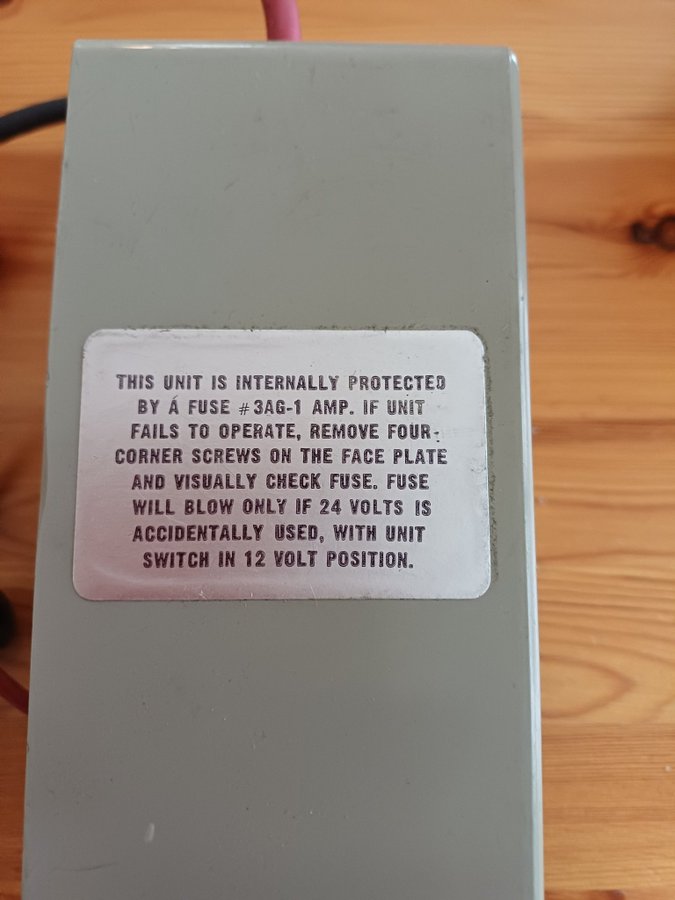 THIS UNIT IS INTERNALLY PROTECTED
BY A FUSE #3AG-1 AMP. IF UNIT
FAILS TO OPERATE, REMOVE FOUR-
CORNER SCREWS ON THE FACE PLATE
AND VISUALLY CHECK FUSE. FUSE
WILL BLOW ONLY IF 24 VOLTS IS
ACCIDENTALLY USED, WITH UNIT
SWITCH IN 12 VOLT POSITION.